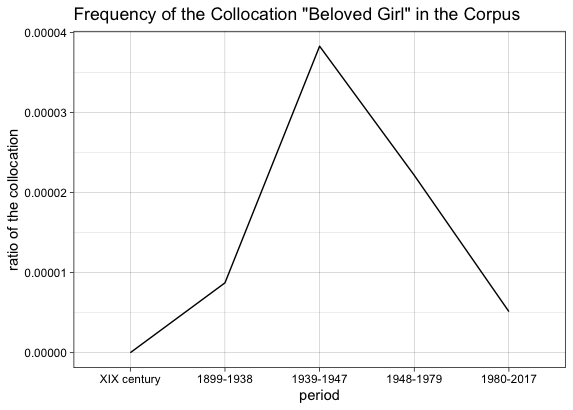 Frequency of the Collocation "Beloved Girl" in the Corpus
ratio of the collocation
0.00004
0.00003
0.00002
0.00001
0.00000
XIX century 1899-1938 1939-1947 1948-1979 1980-2017
period